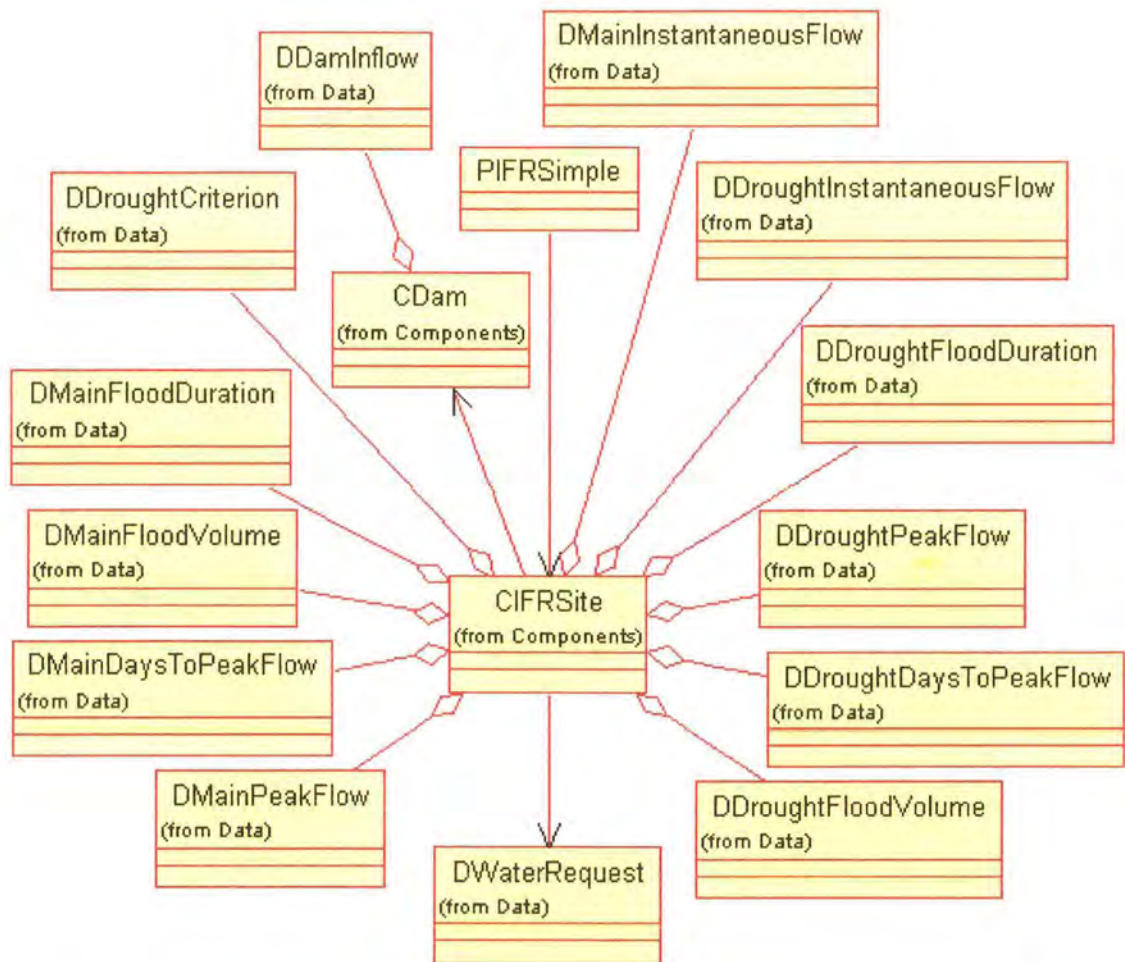 DMainInstantaneousFlow
(from Data)
DDamInflow
(from Data)
PIFRSimple
DDroughtInstantaneousFlow
(from Data)
DDroughtCriterion
(from Data)
CDam
(from Components)
DDroughtFloodDuration
(from Data)
DMainFloodDuration
(from Data)
DMainFloodVolume
(from Data)
DDroughtPeakFlow
(from Data)
CIFRSite
(from Components)
DMainDaysToPeakFlow
(from Data)
DDroughtDaysToPeakFlow
(from Data)
DMainPeakFlow
(from Data)
DDroughtFloodVolume
(from Data)
DWaterRequest
(from Data)